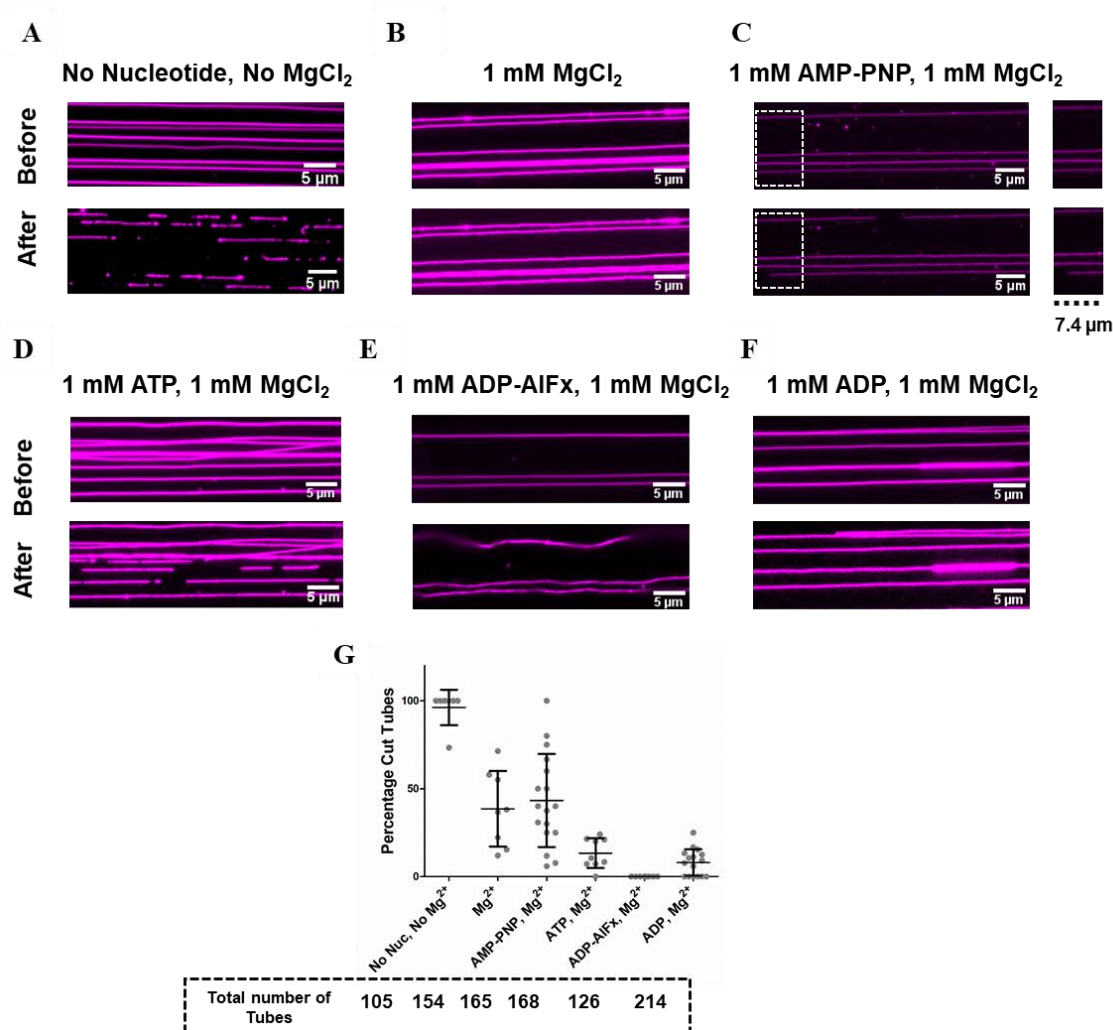 A
B
C
No Nucleotide, No MgCl₂
1 mM MgCl₂
1 mM AMP-PNP, 1 mM MgCl₂
Before
5 µm
5 µm
5 µm
After
5 µm
5 µm
5 µm
7.4 µm
D
E
F
1 mM ATP, 1 mM MgCl₂
1 mM ADP-AlFx, 1 mM MgCl₂
1 mM ADP, 1 mM MgCl₂
Before
5 µm
5 µm
5 µm
After
5 µm
5 µm
5 µm
G
Percentage Cut Tubes
100
50
0
No Nuc, No Mg²⁺
Mg²⁺
AMP-PNP, Mg²⁺
ATP, Mg²⁺
ADP-AlFx, Mg²⁺
ADP, Mg²⁺
Total number of
Tubes
105 154 165 168 126 214